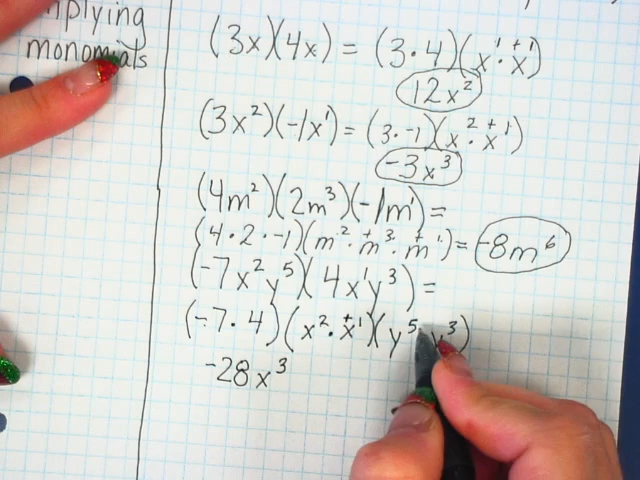 monomials
(3x)(4x) = (3·4)(x¹·⁺x¹)
12x²
(3x²)(-1x¹) = (3·-1)(x²·⁺x¹)
-3x³
(4m²)(2m³)(-1m¹) =
(4·2·-1)(m²·⁺m³·⁺m¹) = -8m⁶
(-7x²y⁵)(4x¹y³) =
(-7·4)(x²·⁺x¹)(y⁵ y³)
-28x³